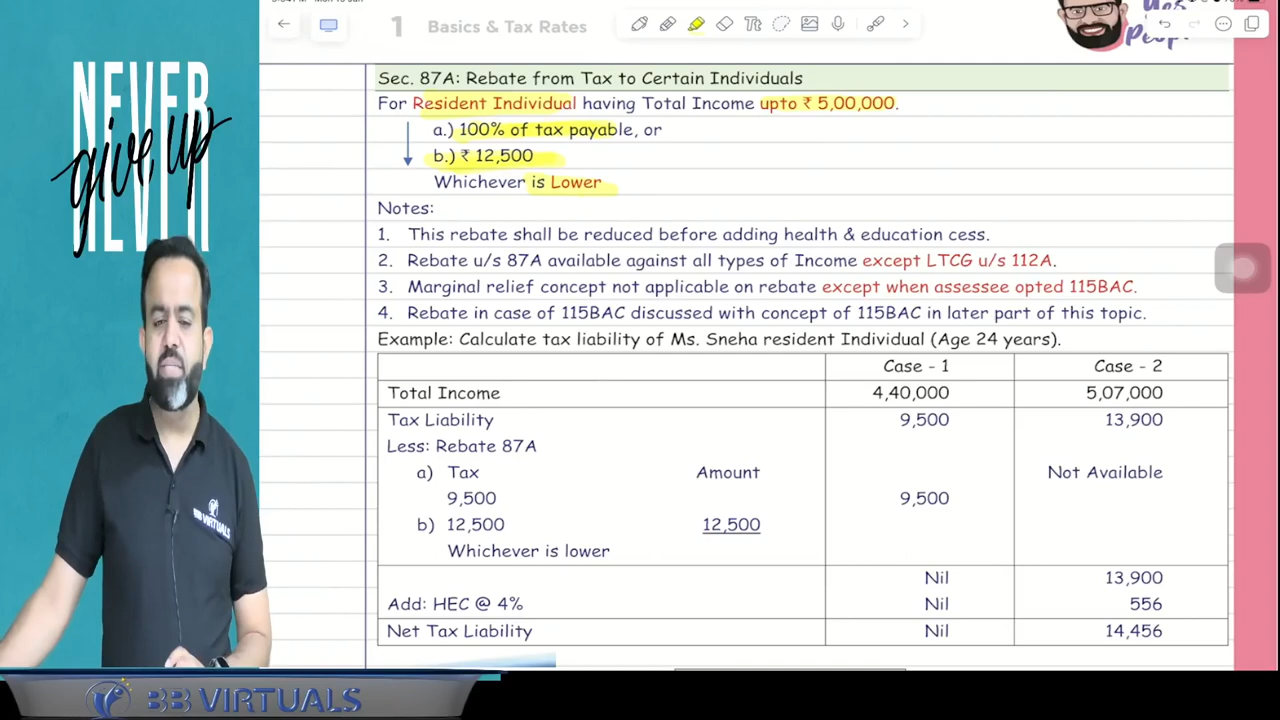 1 Basics & Tax Rates
NEVER
give up
NEVER
Sec. 87A: Rebate from Tax to Certain Individuals
For Resident Individual having Total Income upto ₹ 5,00,000.
a.) 100% of tax payable, or
b.) ₹ 12,500
Whichever is Lower
Notes:
1. This rebate shall be reduced before adding health & education cess.
2. Rebate u/s 87A available against all types of Income except LTCG u/s 112A.
3. Marginal relief concept not applicable on rebate except when assessee opted 115BAC.
4. Rebate in case of 115BAC discussed with concept of 115BAC in later part of this topic.
Example: Calculate tax liability of Ms. Sneha resident Individual (Age 24 years).
Case - 1 Case - 2
Total Income 4,40,000 5,07,000
Tax Liability 9,500 13,900
Less: Rebate 87A
a) Tax Amount Not Available
9,500 9,500
b) 12,500 12,500
Whichever is lower
Nil 13,900
Add: HEC @ 4% Nil 556
Net Tax Liability Nil 14,456
BB VIRTUALS
BB VIRTUALS